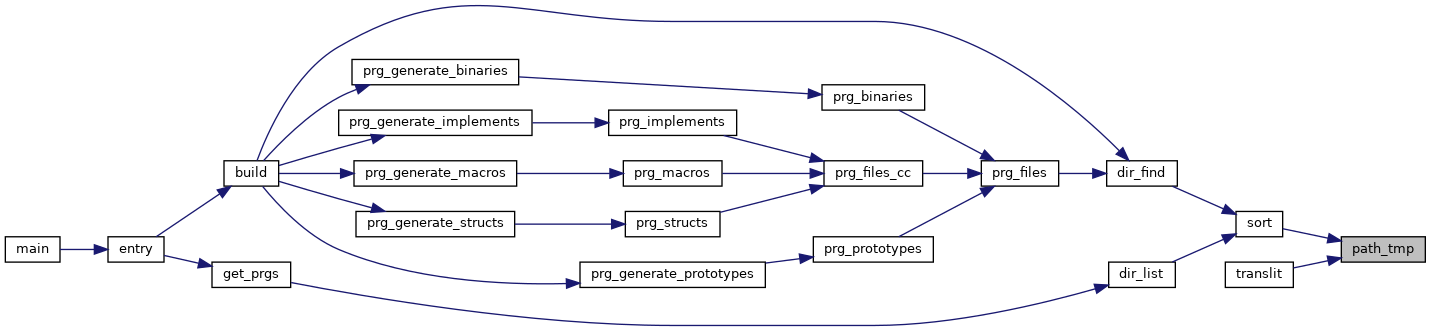 prg_generate_binaries
prg_binaries
prg_generate_implements
prg_implements
build
prg_generate_macros
prg_macros
prg_files_cc
prg_files
dir_find
prg_generate_structs
prg_structs
sort
main
entry
prg_prototypes
path_tmp
get_prgs
prg_generate_prototypes
dir_list
translit